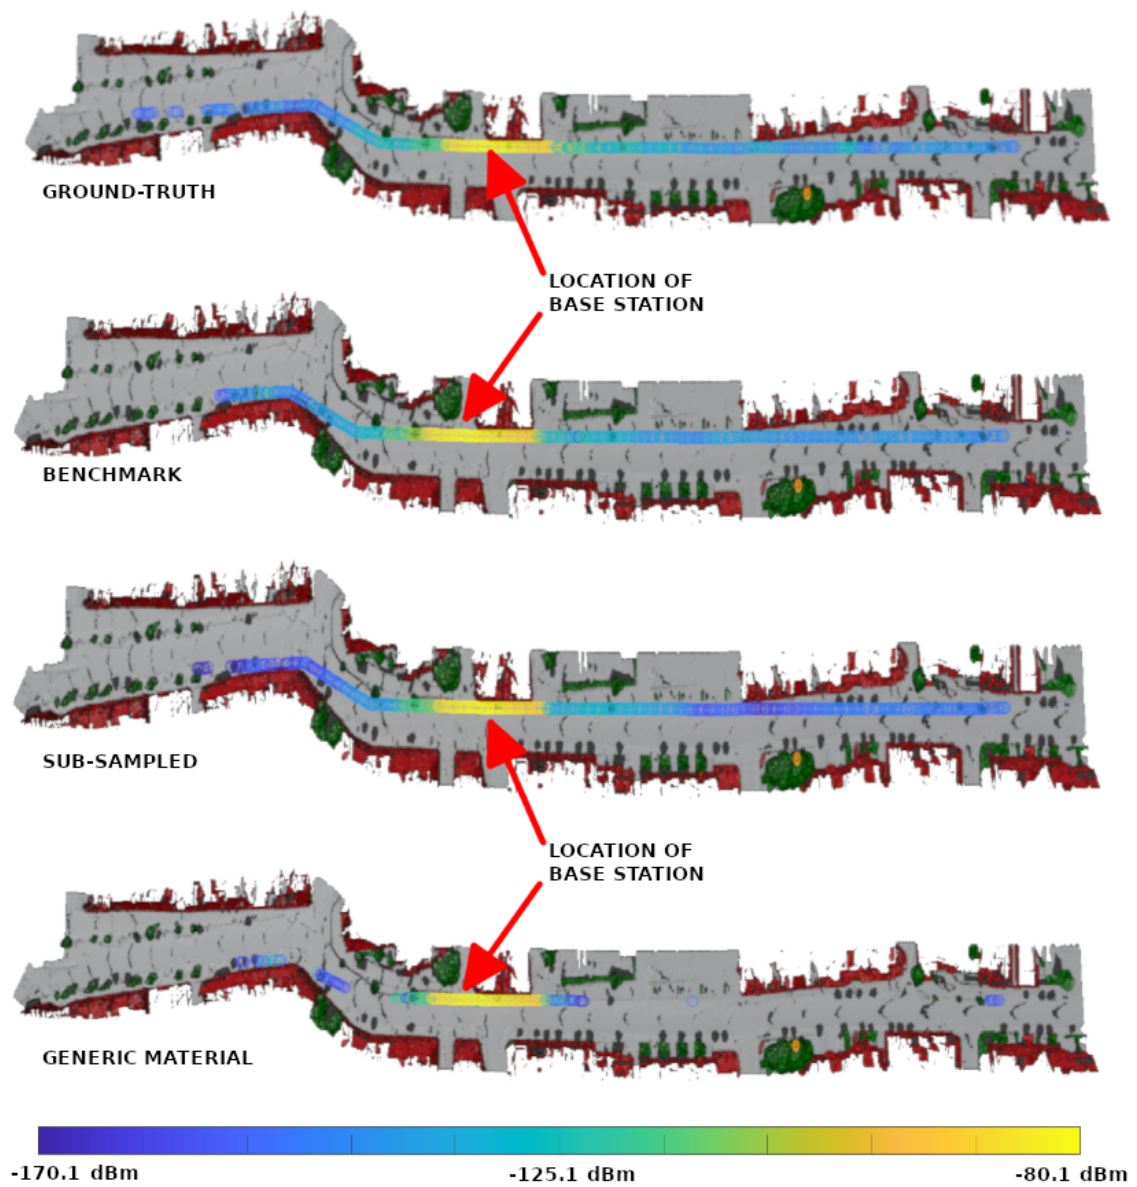 GROUND-TRUTH
LOCATION OF
BASE STATION
BENCHMARK
SUB-SAMPLED
LOCATION OF
BASE STATION
GENERIC MATERIAL
-170.1 dBm
-125.1 dBm
-80.1 dBm